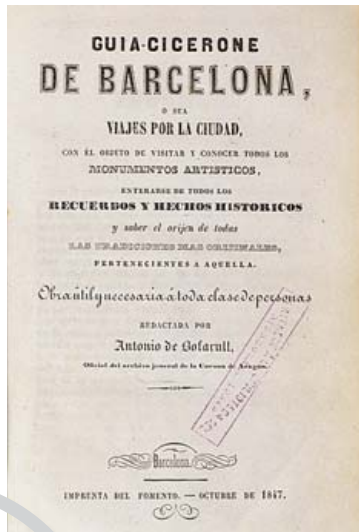 GUIA-CICERONE
DE BARCELONA,
O SEA
VIAJES POR LA CIUDAD,
CON EL OBJETO DE VISITAR Y CONOCER TODOS LOS
MONUMENTOS ARTISTICOS,
ENTERARSE DE TODOS LOS
RECUERDOS Y HECHOS HISTORICOS
y saber el orijen de todas
LAS TRADICIONES MAS ORIJINALES,
PERTENECIENTES A AQUELLA.
Obra útil y necesaria á toda clase de personas
REDACTADA POR
Antonio de Bofarull,
Oficial del archivo jeneral de la Corona de Aragon.
Barcelona.
IMPRENTA DEL FOMENTO. — OCTUBRE DE 1847.